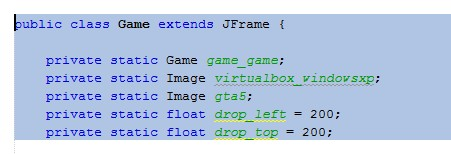 public class Game extends JFrame {
private static Game game_game;
private static Image virtualbox_vindovsxp;
private static Image gta5;
private static float drop_left = 200;
private static float drop_top = 200;